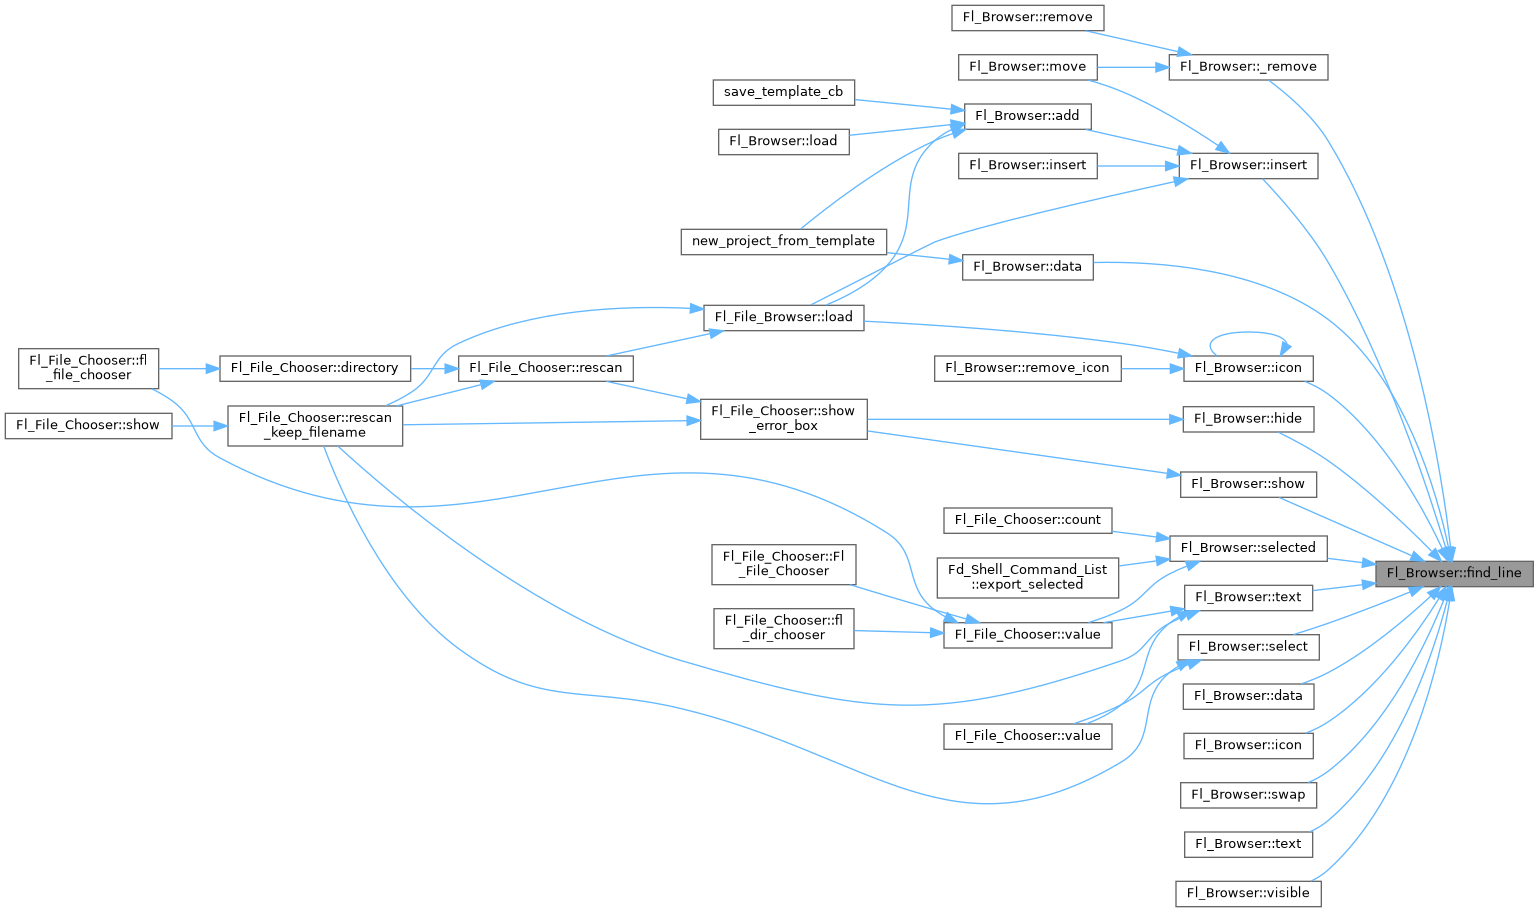 Fl_Browser::remove
Fl_Browser::move
Fl_Browser::_remove
save_template_cb
Fl_Browser::add
Fl_Browser::load
Fl_Browser::insert
Fl_Browser::insert
new_project_from_template
Fl_Browser::data
Fl_File_Browser::load
Fl_File_Chooser::fl
_file_chooser
Fl_File_Chooser::directory
Fl_File_Chooser::rescan
Fl_Browser::remove_icon
Fl_Browser::icon
Fl_File_Chooser::show
Fl_File_Chooser::rescan
_keep_filename
Fl_File_Chooser::show
_error_box
Fl_Browser::hide
Fl_Browser::show
Fl_File_Chooser::count
Fl_Browser::selected
Fl_File_Chooser::Fl
_File_Chooser
Fd_Shell_Command_List
::export_selected
Fl_Browser::find_line
Fl_Browser::text
Fl_File_Chooser::fl
_dir_chooser
Fl_File_Chooser::value
Fl_Browser::select
Fl_Browser::data
Fl_File_Chooser::value
Fl_Browser::icon
Fl_Browser::swap
Fl_Browser::text
Fl_Browser::visible